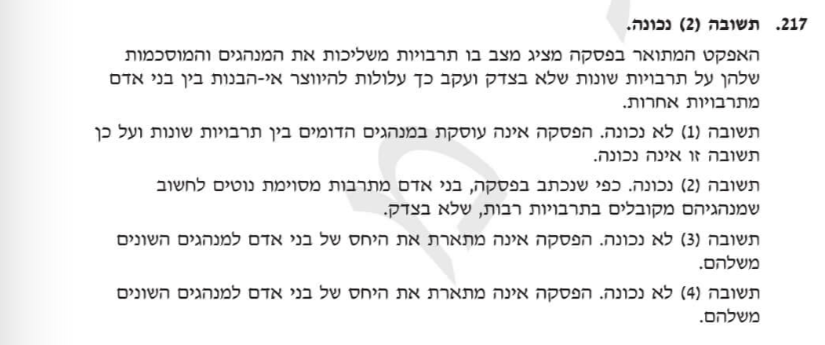 217. תשובה (2) נכונה.
האפקט המתואר בפסקה מציג מצב בו תרבויות משליכות את המנהגים והמוסכמות
שלהן על תרבויות שונות שלא בצדק ועקב כך עלולות להיווצר אי-הבנות בין בני אדם
מתרבויות אחרות.
תשובה (1) לא נכונה. הפסקה אינה עוסקת במנהגים הדומים בין תרבויות שונות ועל כן
תשובה זו אינה נכונה.
תשובה (2) נכונה. כפי שנכתב בפסקה, בני אדם מתרבות מסוימת נוטים לחשוב
שמנהגיהם מקובלים בתרבויות רבות, שלא בצדק.
תשובה (3) לא נכונה. הפסקה אינה מתארת את היחס של בני אדם למנהגים השונים
משלהם.
תשובה (4) לא נכונה. הפסקה אינה מתארת את היחס של בני אדם למנהגים השונים
משלהם.